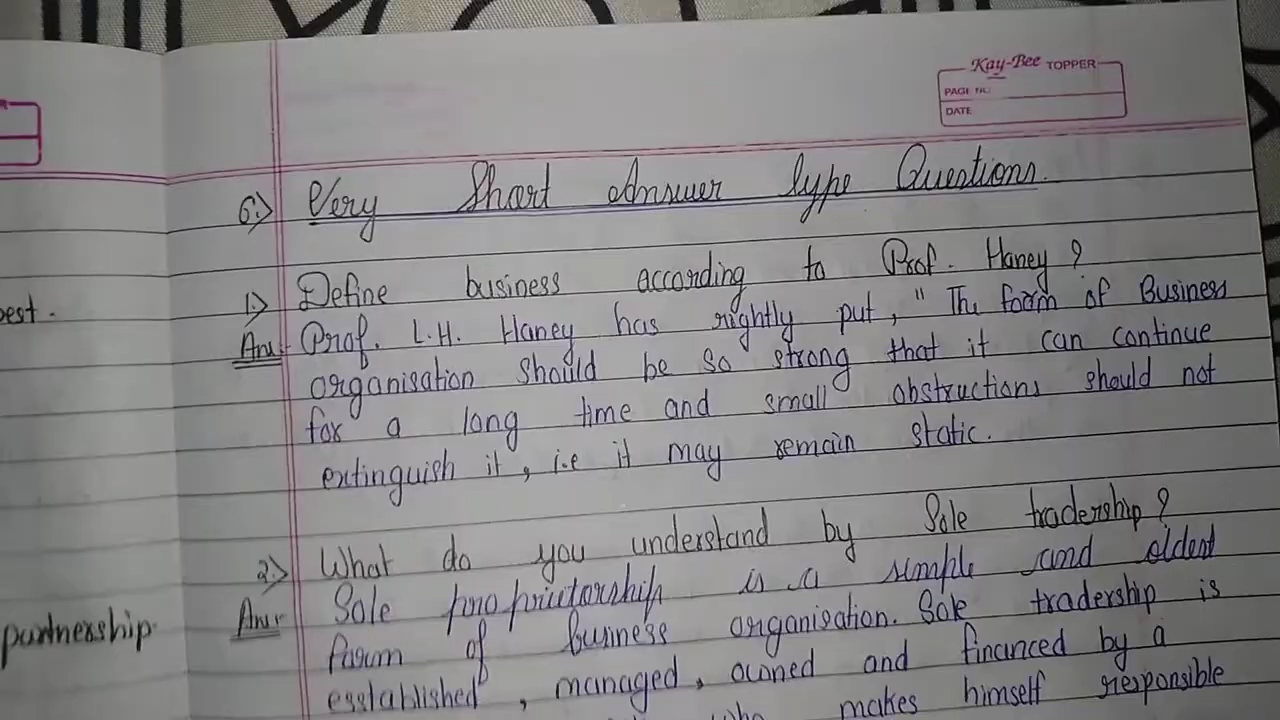 Kay-Bee TOPPER
PAGE NO.
DATE
6.) Very Short Answer type Questions.
1) Define business according to Prof. Haney?
Ans:- Prof. L.H. Haney has rightly put, "The form of Business
organisation should be so strong that it can continue
for a long time and small obstructions should not
extinguish it, i.e it may remain static.
2.) What do you understand by Sole tradership?
Ans:- Sole proprietorship is a simple and oldest
form of business organisation. Sole tradership is
esstablished, managed, owned and financed by a
who makes himself responsible
best.
partnership